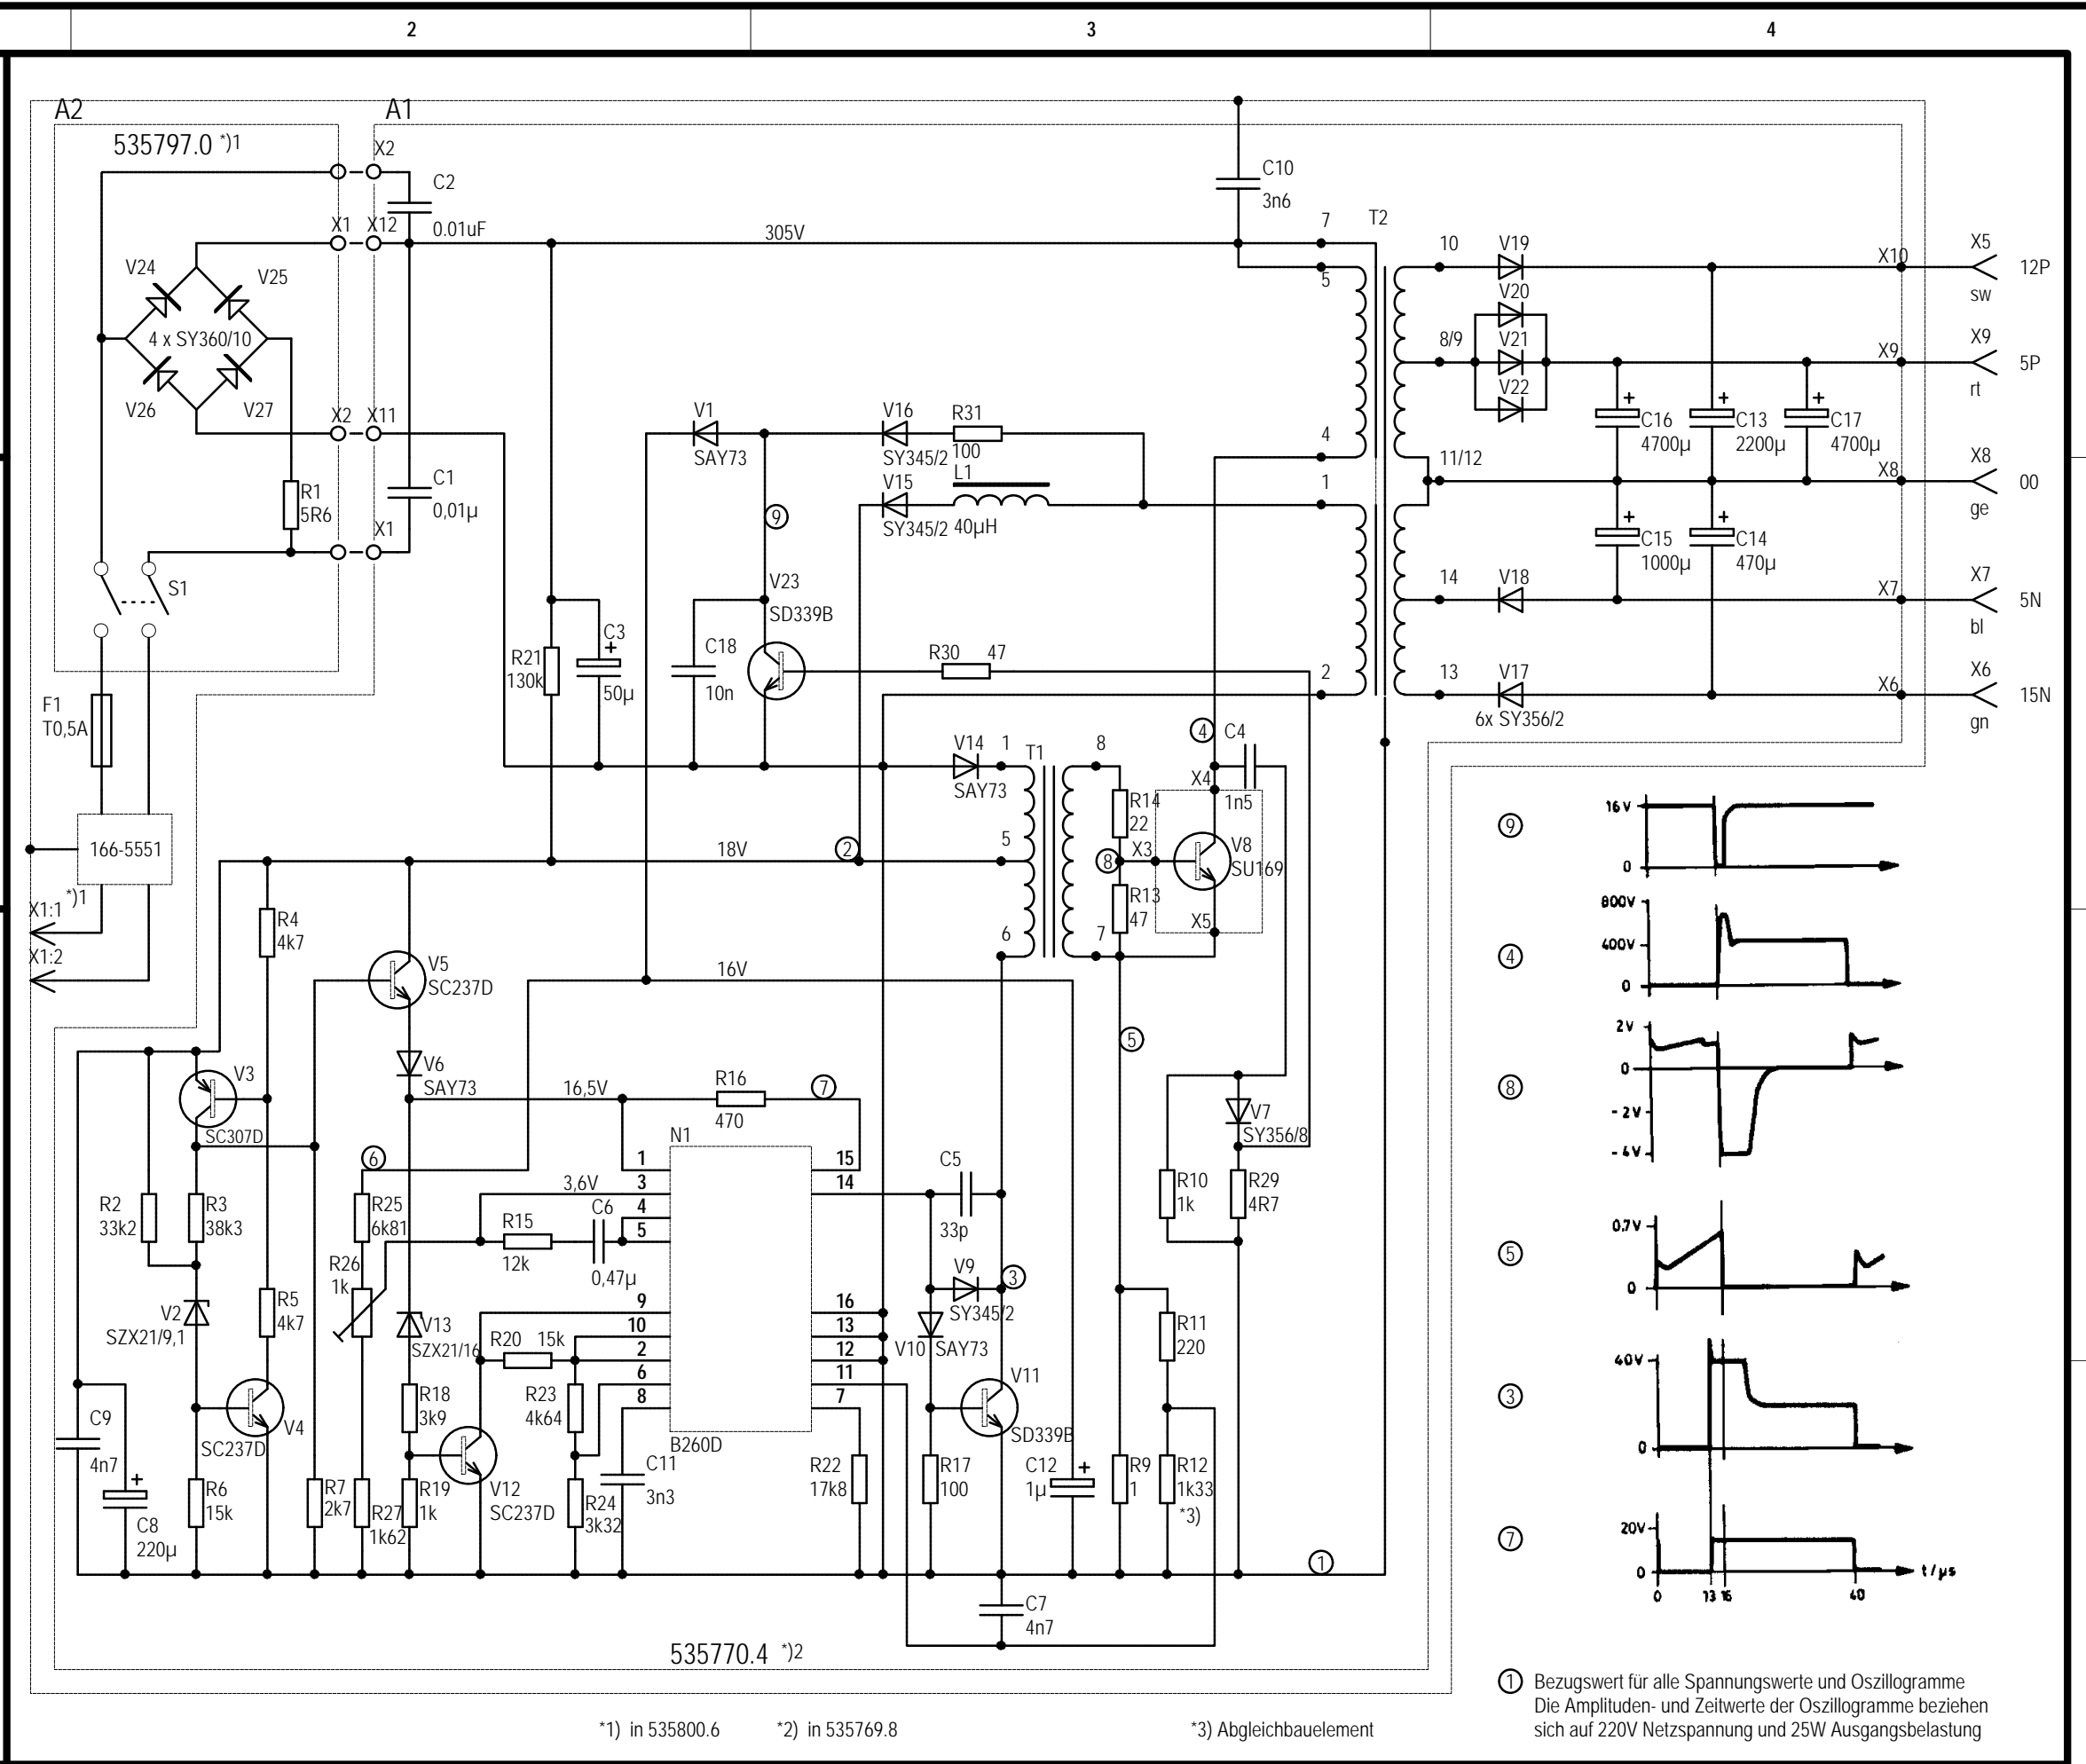 2
3
4
A2
A1
535797.0 *)1
X2
C2
0.01uF
C10
3n6
X1
X12
305V
7
T2
5
10
V19
X10
X5
12P
sw
V24
V25
V20
4 x SY360/10
8/9
V21
X9
X9
5P
rt
V22
V26
V27
X2
X11
V1
SAY73
V16
SY345/2
R31
100
4
C16
4700µ
C13
2200µ
C17
4700µ
11/12
X8
X8
00
ge
R1
5R6
C1
0,01µ
X1
V15
SY345/2
L1
40µH
1
9
C15
1000µ
C14
470µ
S1
V23
SD339B
14
V18
X7
X7
5N
bl
R21
130k
C3
50µ
C18
10n
R30
47
2
13
V17
6x SY356/2
X6
X6
15N
gn
F1
T0,5A
V14
SAY73
1
T1
8
4
C4
1n5
X4
R14
22
166-5551
*)1
18V
2
5
8
X3
V8
SU169
R13
47
X5
X1:1
X1:2
R4
4k7
6
7
V5
SC237D
16V
5
V3
SC307D
V6
SAY73
16,5V
R16
470
7
V7
SY356/8
N1
6
1
15
R2
33k2
R3
38k3
R25
6k81
3,6V
3
14
C5
33p
R10
1k
R29
4R7
C6
0,47µ
4
R15
12k
5
R26
1k
V9
SY345/2
3
V2
SZX21/9,1
R5
4k7
V13
SZX21/16
9
16
R11
220
R20
15k
10
13
V10
SAY73
2
12
6
11
V11
SD339B
8
7
R18
3k9
R23
4k64
C9
4n7
V4
SC237D
B260D
C8
220µ
R6
15k
R7
2k7
R27
1k62
R19
1k
V12
SC237D
R24
3k32
C11
3n3
R22
17k8
R17
100
C12
1µ
R9
1
R12
1k33
*3)
1
C7
4n7
535770.4 *)2
9
16V
0
4
800V
400V
0
8
2V
0
-2V
-4V
5
0.7V
0
3
40V
0
7
20V
0
0
13
16
40
t/µs
1 Bezugswert für alle Spannungswerte und Oszillogramme
Die Amplituden- und Zeitwerte der Oszillogramme beziehen
sich auf 220V Netzspannung und 25W Ausgangsbelastung
*1) in 535800.6
*2) in 535769.8
*3) Abgleichbauelement